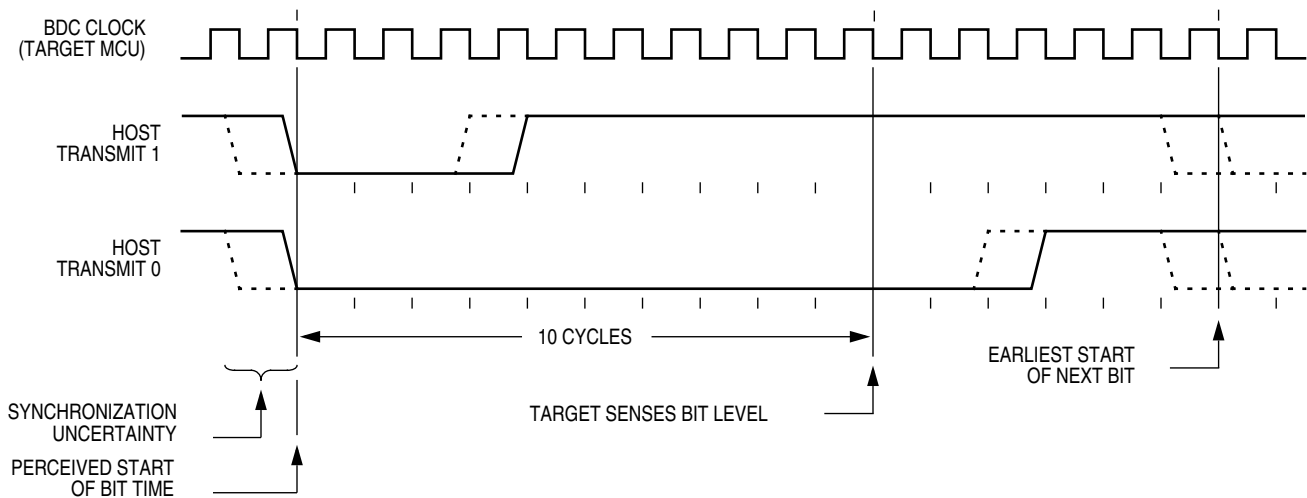 BDC CLOCK
(TARGET MCU)
HOST
TRANSMIT 1
HOST
TRANSMIT 0
10 CYCLES
EARLIEST START
OF NEXT BIT
SYNCHRONIZATION
UNCERTAINTY
TARGET SENSES BIT LEVEL
PERCEIVED START
OF BIT TIME